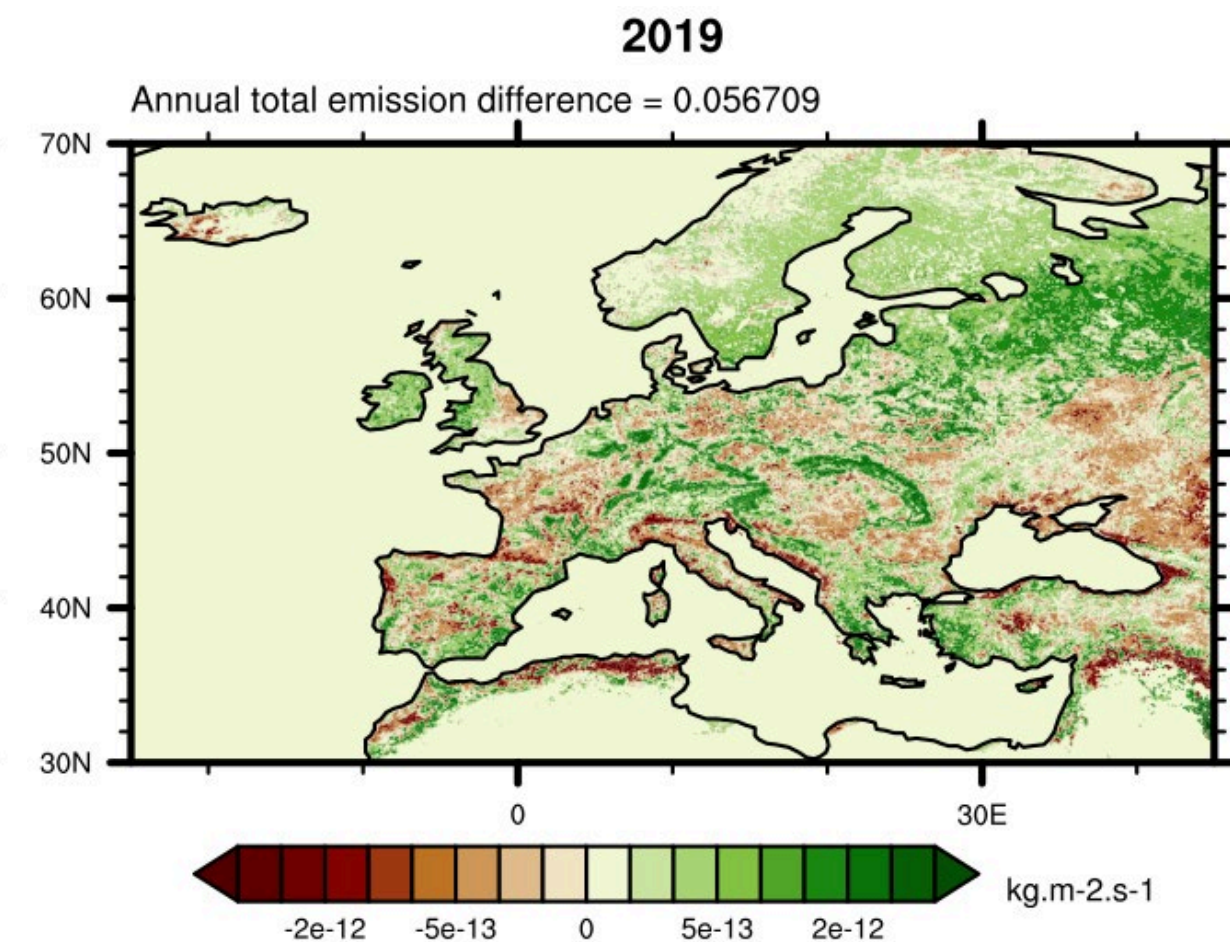 2019
Annual total emission difference = 0.056709
70N
60N
50N
40N
30N
0 30E
-2e-12 -5e-13 0 5e-13 2e-12
kg.m-2.s-1